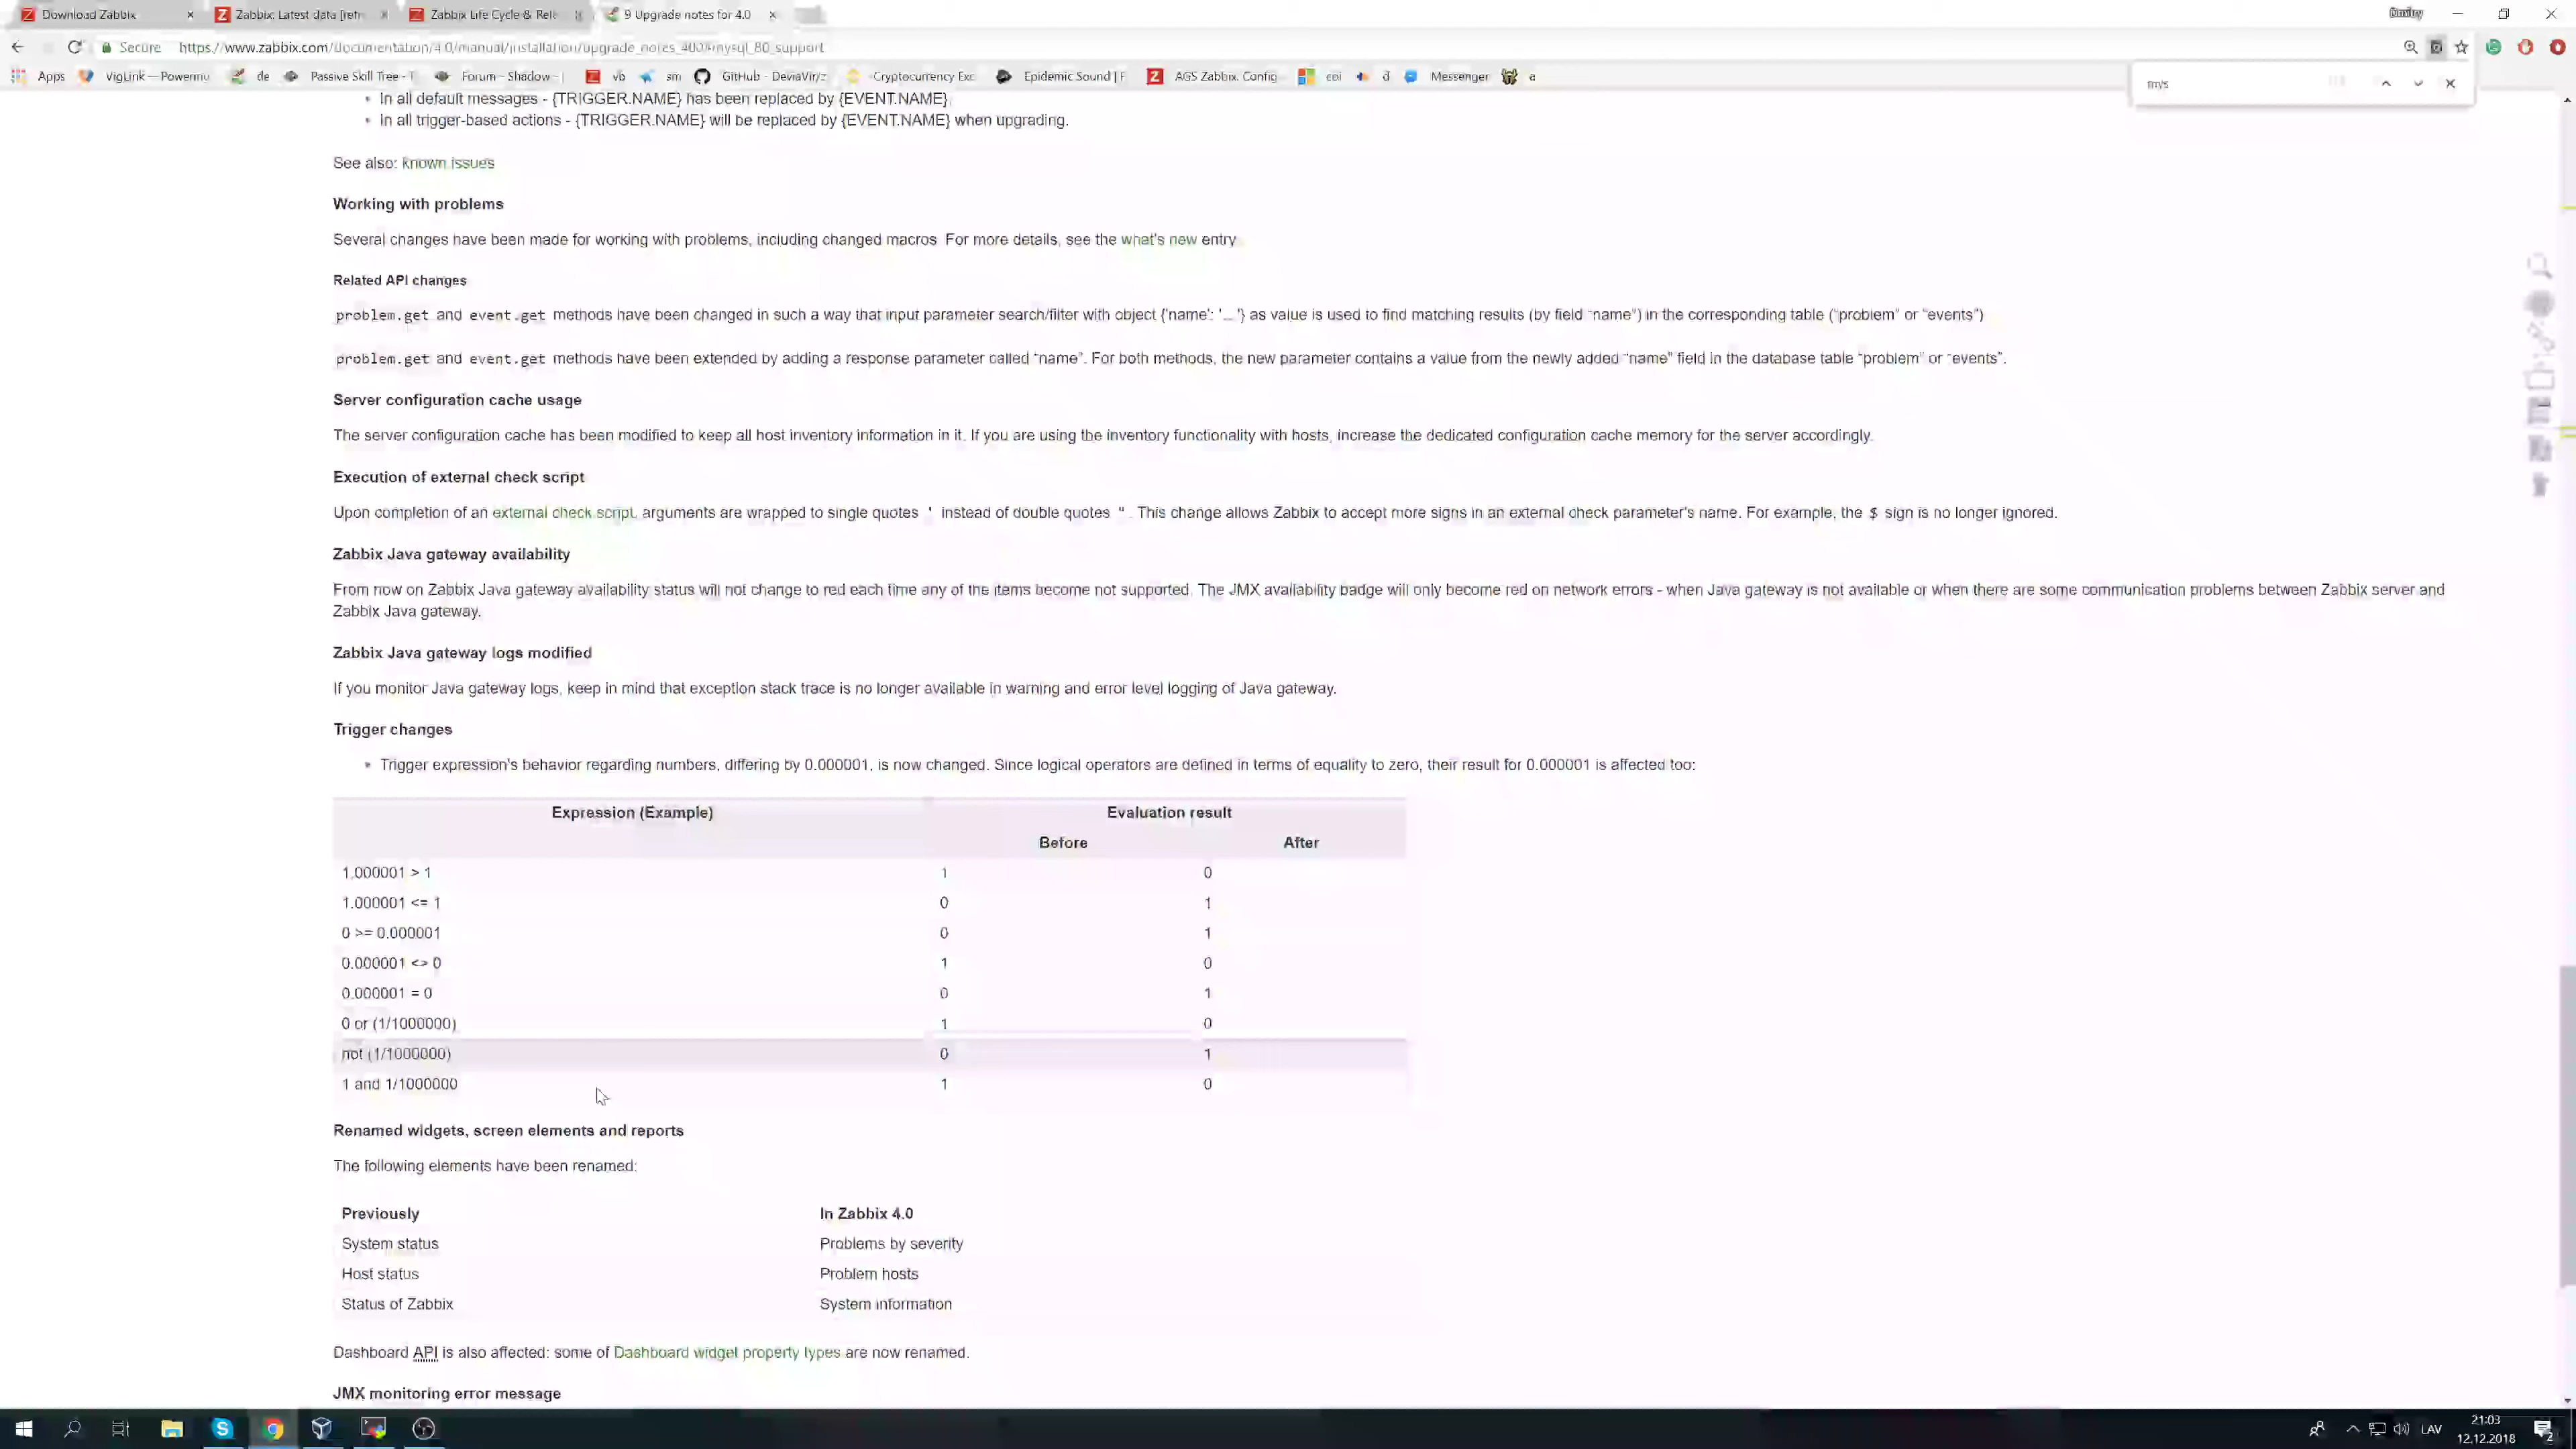 Download Zabbix
Zabbix: Latest data [refre
Zabbix Life Cycle & Rele
9 Upgrade notes for 4.0
Dmitry
Secure
https://www.zabbix.com/documentation/4.0/manual/installation/upgrade_notes_400#mysql_80_support
Apps
VigLink — Powering
de
Passive Skill Tree - 
Forum - Shadow - 
vb
sm
GitHub - DeviaVir/z
Cryptocurrency Exc
Epidemic Sound | F
AGS Zabbix. Config
срі
d
Messenger
a
mys
• In all default messages - {TRIGGER.NAME} has been replaced by {EVENT.NAME}
• In all trigger-based actions - {TRIGGER.NAME} will be replaced by {EVENT.NAME} when upgrading.
See also: known issues
Working with problems
Several changes have been made for working with problems, including changed macros. For more details, see the what's new entry
Related API changes
problem.get and event.get methods have been changed in such a way that input parameter search/filter with object {'name': '...'} as value is used to find matching results (by field "name") in the corresponding table ("problem" or "events")
problem.get and event.get methods have been extended by adding a response parameter called "name". For both methods, the new parameter contains a value from the newly added "name" field in the database table "problem" or "events".
Server configuration cache usage
The server configuration cache has been modified to keep all host inventory information in it. If you are using the inventory functionality with hosts, increase the dedicated configuration cache memory for the server accordingly.
Execution of external check script
Upon completion of an external check script, arguments are wrapped to single quotes ' instead of double quotes ". This change allows Zabbix to accept more signs in an external check parameter's name. For example, the $ sign is no longer ignored.
Zabbix Java gateway availability
From now on Zabbix Java gateway availability status will not change to red each time any of the items become not supported. The JMX availability badge will only become red on network errors - when Java gateway is not available or when there are some communication problems between Zabbix server and
Zabbix Java gateway.
Zabbix Java gateway logs modified
If you monitor Java gateway logs, keep in mind that exception stack trace is no longer available in warning and error level logging of Java gateway.
Trigger changes
• Trigger expression's behavior regarding numbers, differing by 0.000001, is now changed. Since logical operators are defined in terms of equality to zero, their result for 0.000001 is affected too:
Expression (Example) Evaluation result
Before After
1.000001 > 1 1 0
1.000001 <= 1 0 1
0 >= 0.000001 0 1
0.000001 <> 0 1 0
0.000001 = 0 0 1
0 or (1/1000000) 1 0
not (1/1000000) 0 1
1 and 1/1000000 1 0
Renamed widgets, screen elements and reports
The following elements have been renamed:
Previously In Zabbix 4.0
System status Problems by severity
Host status Problem hosts
Status of Zabbix System information
Dashboard API is also affected: some of Dashboard widget property types are now renamed.
JMX monitoring error message
LAV
21:03
12.12.2018
2